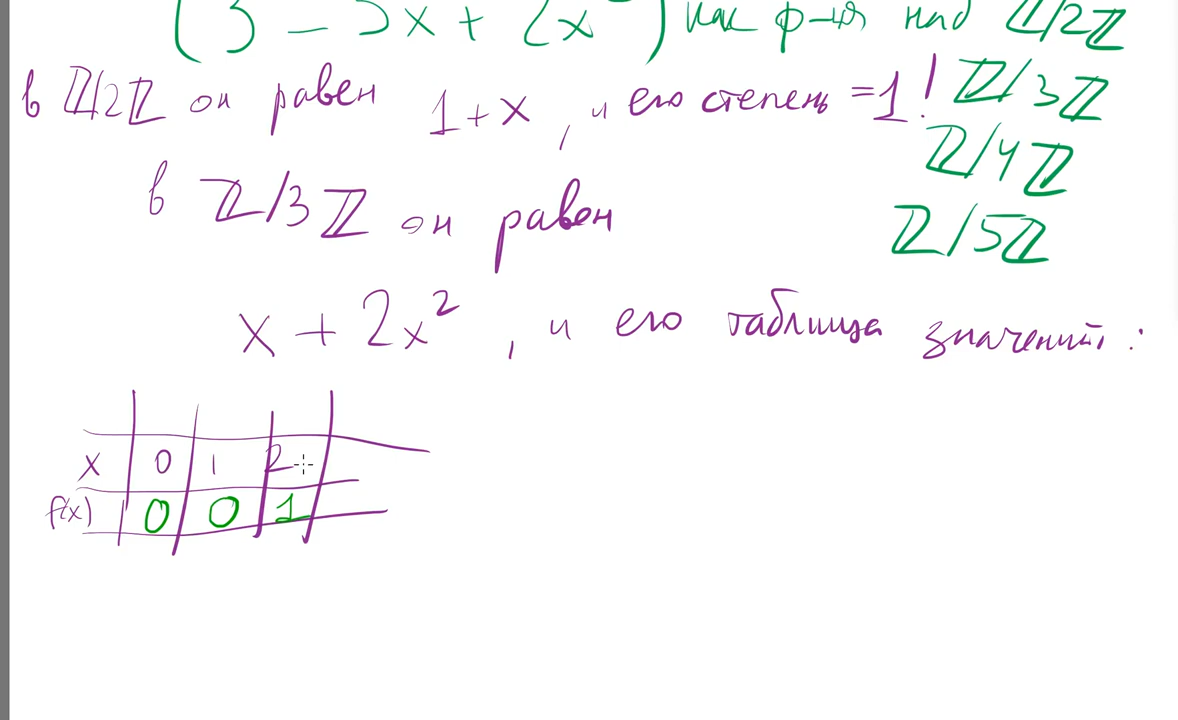 (3 - 5x + 2x ) как ф-ия над ℤ/2ℤ
в ℤ/2ℤ он равен 1+x, и его степень =1! ℤ/3ℤ
ℤ/4ℤ
в ℤ/3ℤ он равен ℤ/5ℤ
x + 2x², и его таблица значений:
x 0 1 2
f(x) 0 0 1